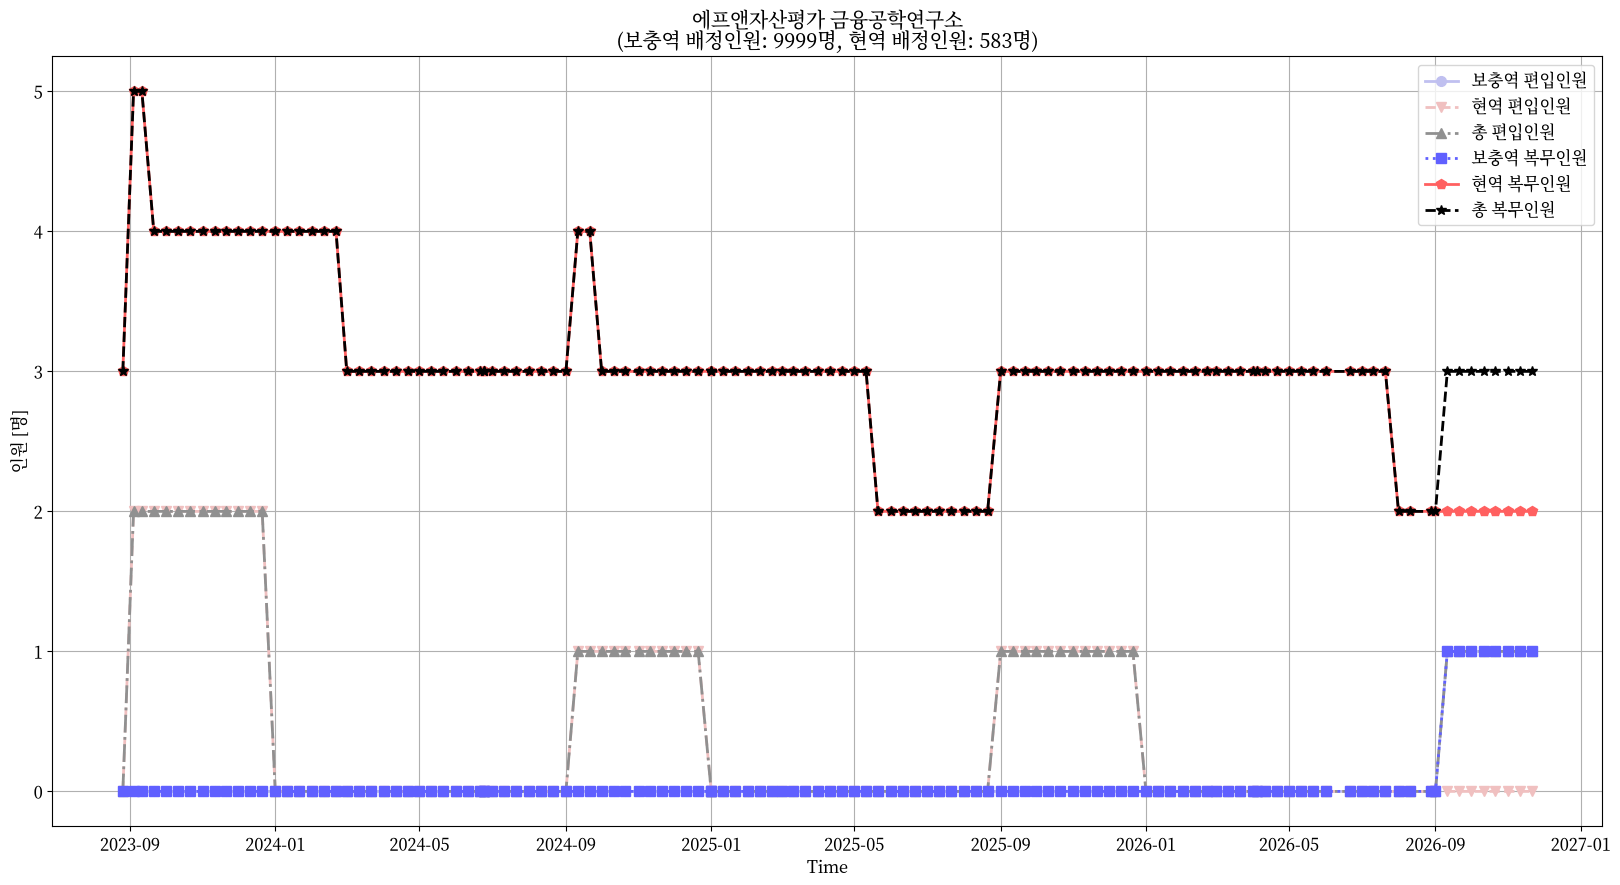 에프앤자산평가 금융공학연구소
(보충역 배정인원: 9999명, 현역 배정인원: 583명)
보충역 편입인원
현역 편입인원
총 편입인원
보충역 복무인원
현역 복무인원
총 복무인원
인원 [명]
5
4
3
2
1
0
2023-09
2024-01
2024-05
2024-09
2025-01
2025-05
2025-09
2026-01
2026-05
2026-09
2027-01
Time